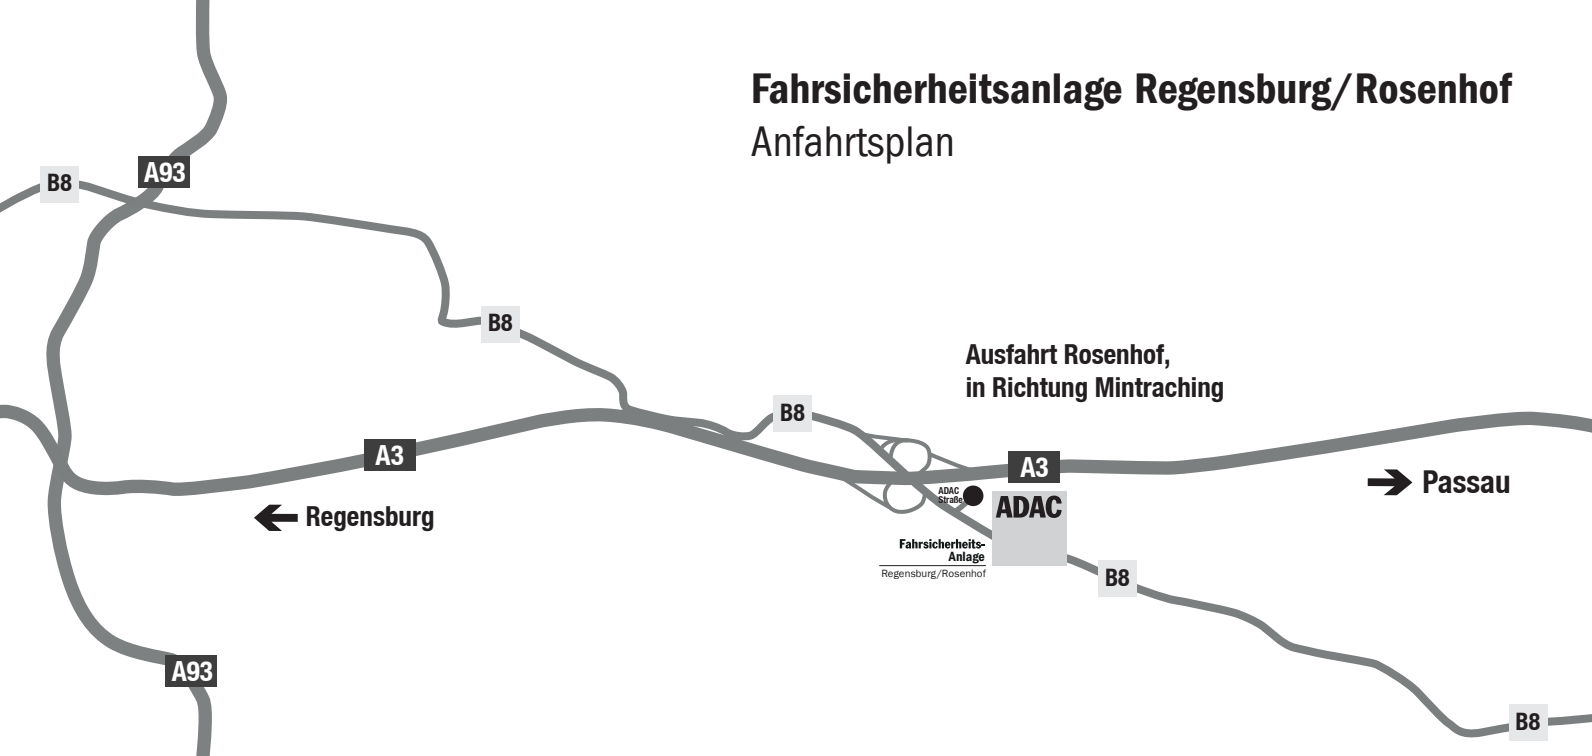 Fahrsicherheitsanlage Regensburg/Rosenhof
Anfahrtsplan
A93
B8
B8
Ausfahrt Rosenhof,
in Richtung Mintraching
B8
A3
A3
Passau
ADAC
Straße
ADAC
Regensburg
Fahrsicherheits-
Anlage
Regensburg/Rosenhof
B8
A93
B8